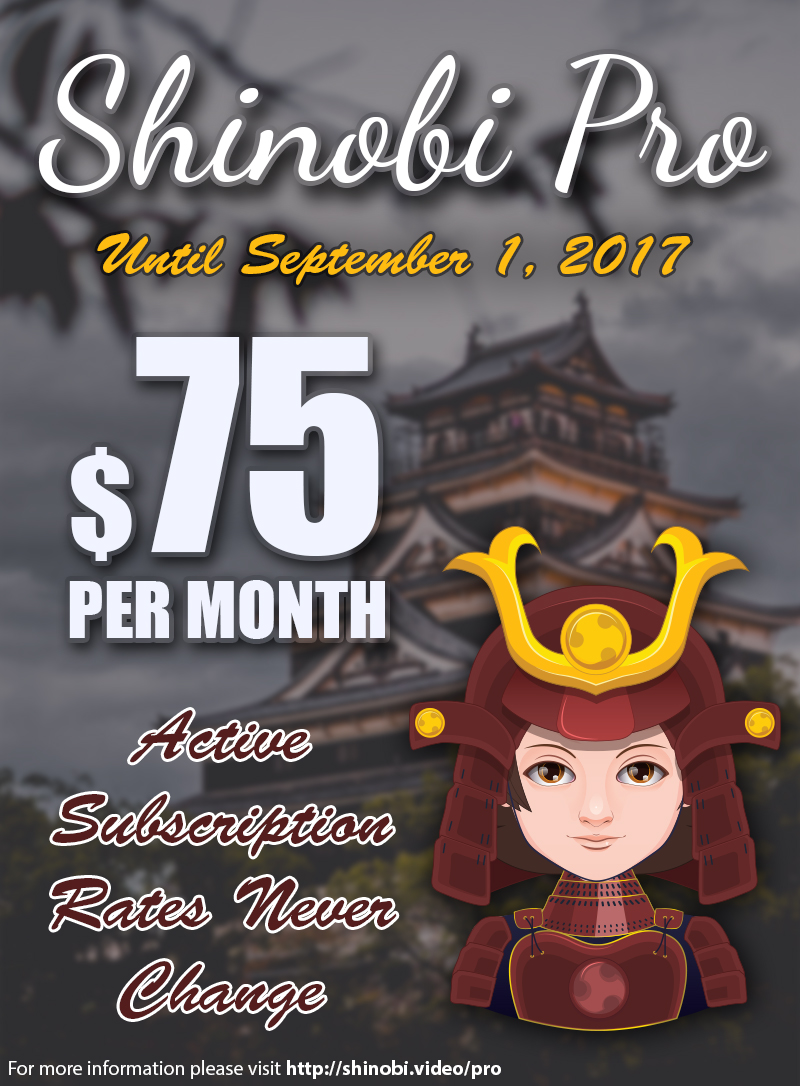 Shinobi Pro
Until September 1, 2017
$75
PER MONTH
Active
Subscription
Rates Never
Change
For more information please visit http://shinobi.video/pro